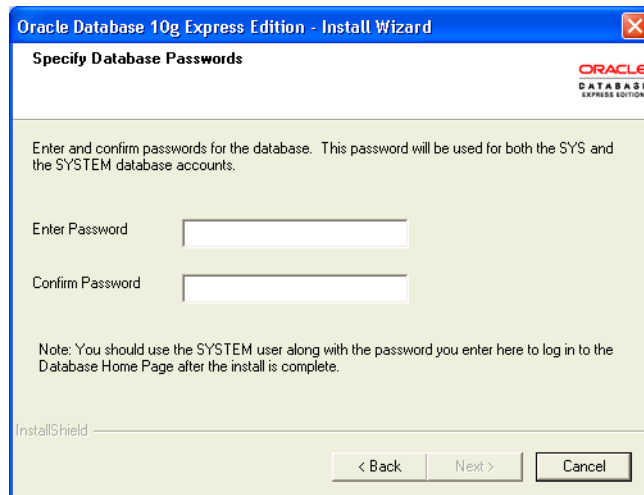 Oracle Database 10g Express Edition - Install Wizard
Specify Database Passwords
ORACLE
DATABASE
EXPRESS EDITION
Enter and confirm passwords for the database. This password will be used for both the SYS and
the SYSTEM database accounts.
Enter Password
Confirm Password
Note: You should use the SYSTEM user along with the password you enter here to log in to the
Database Home Page after the install is complete.
InstallShield
< Back
Next >
Cancel